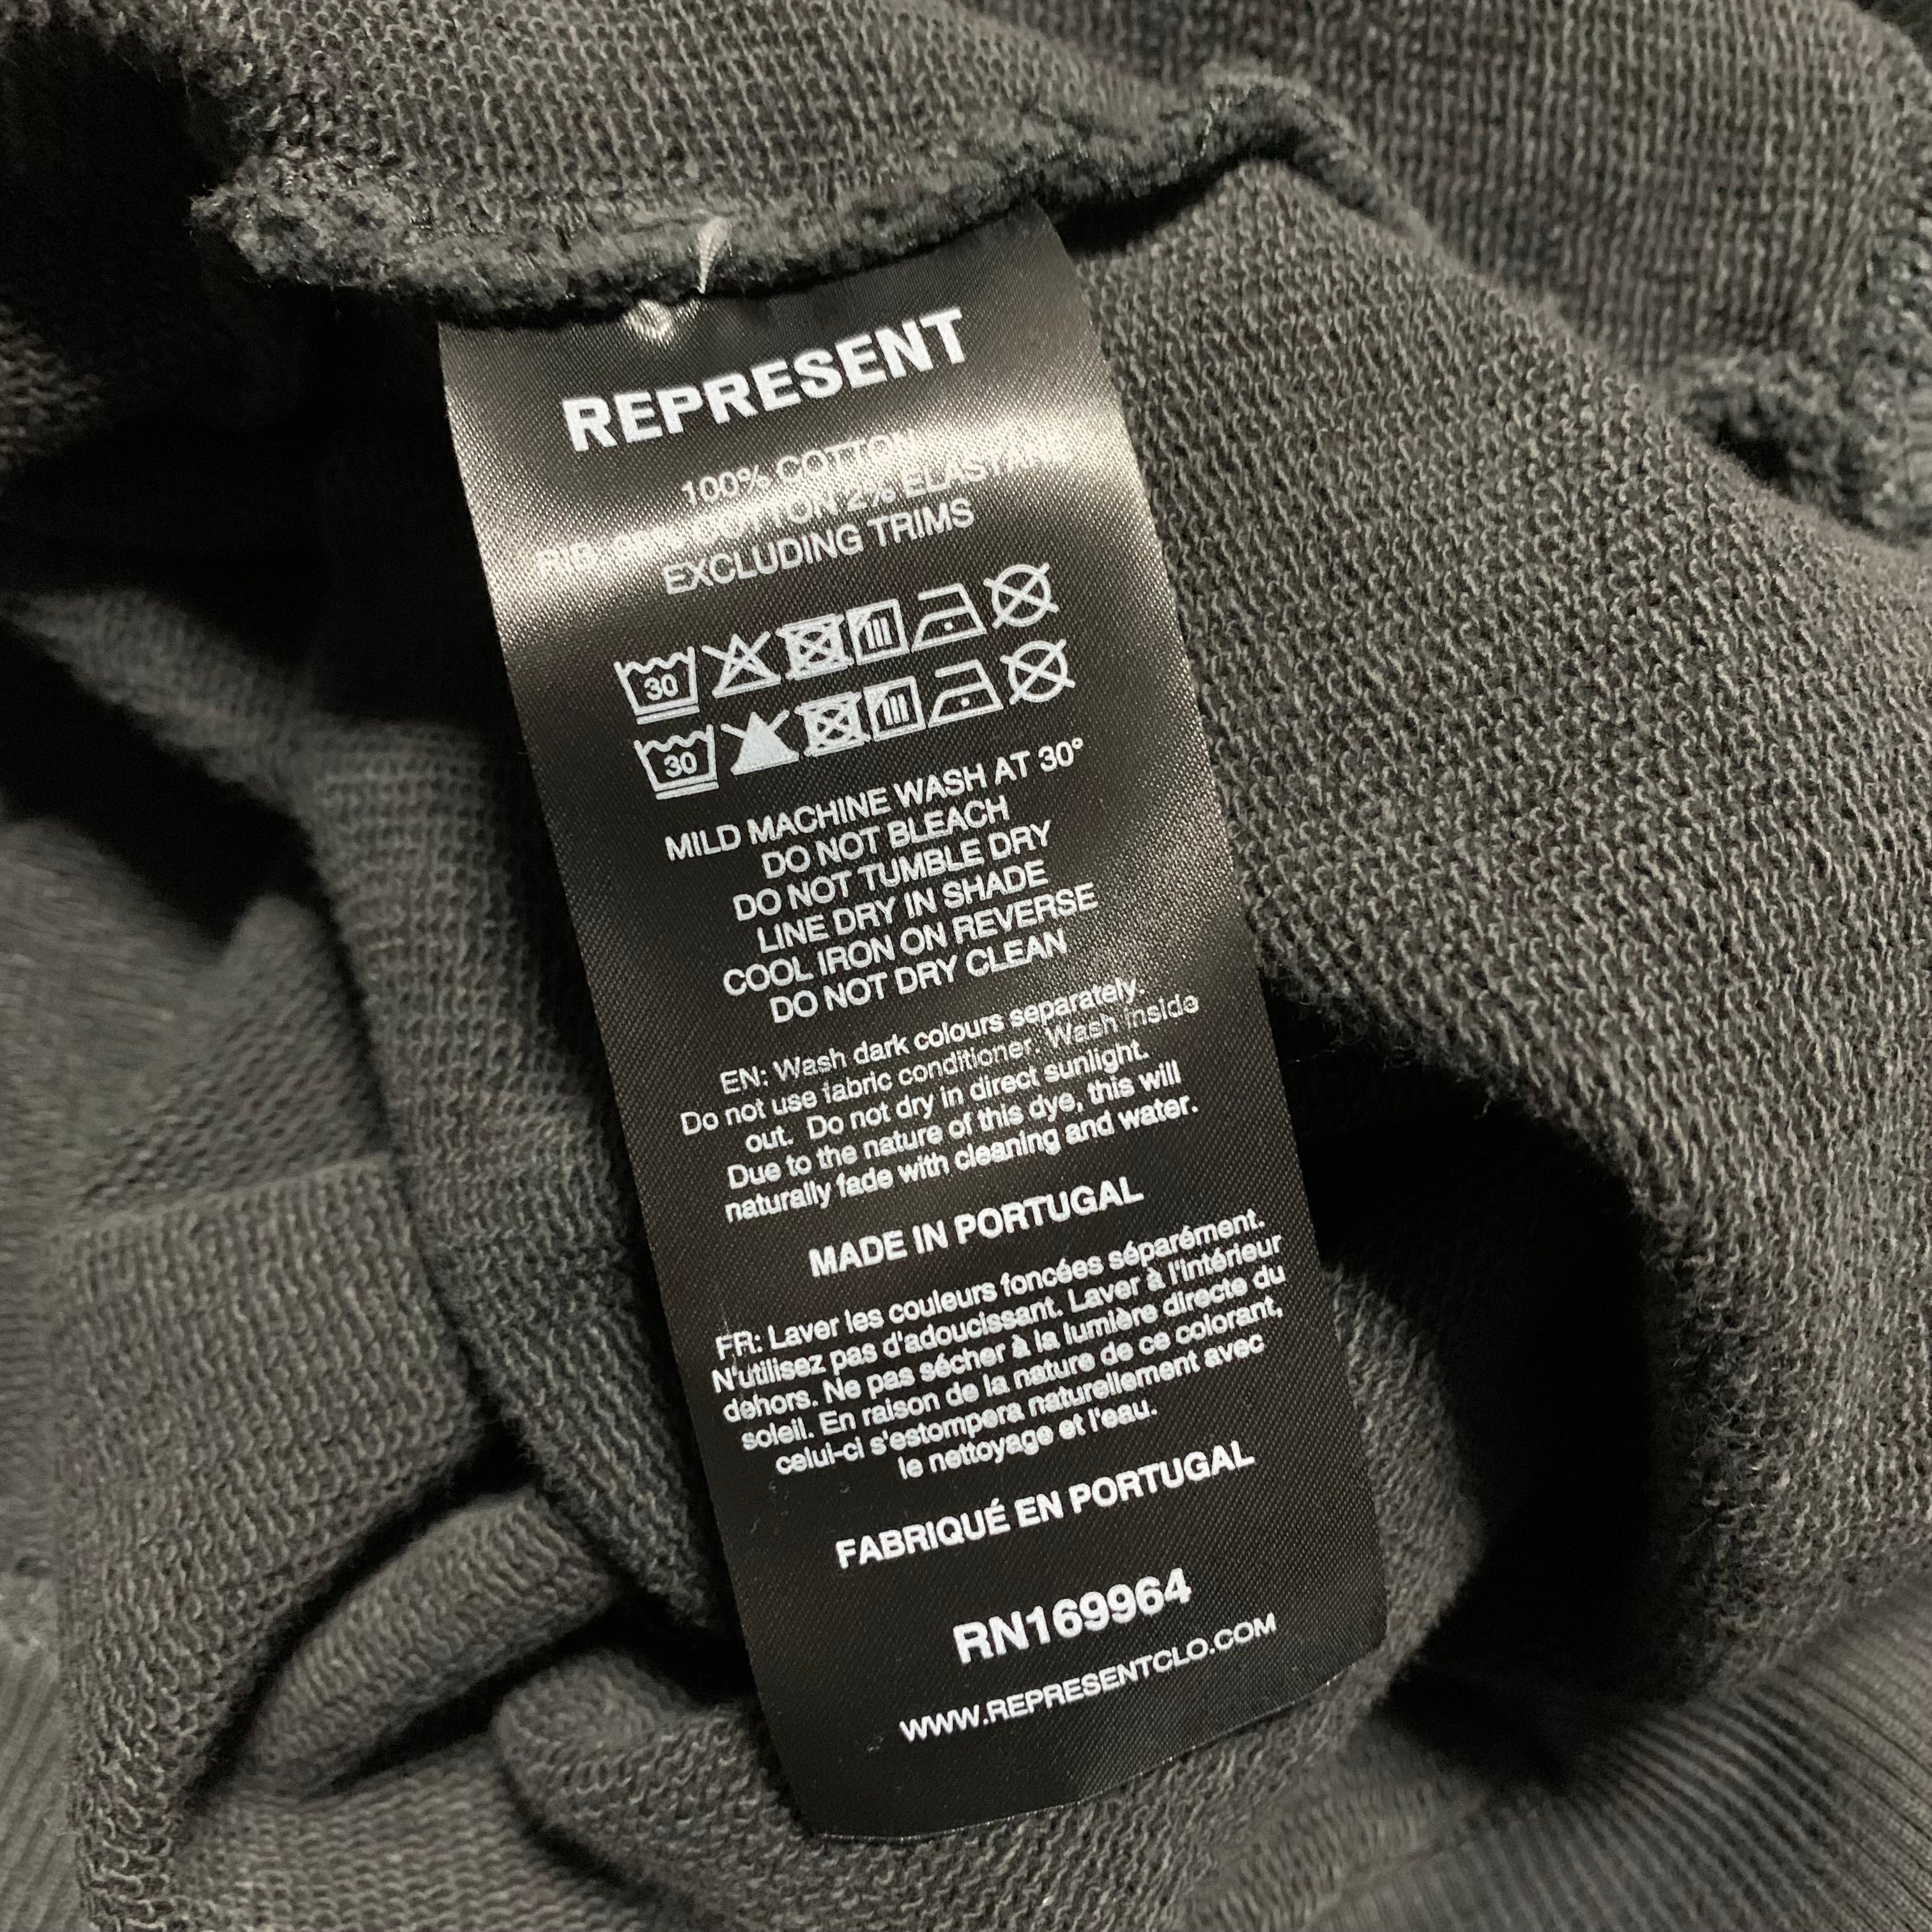 REPRESENT
100% COTTON
RIB: 98% COTTON 2% ELASTANE
EXCLUDING TRIMS
30
30
MILD MACHINE WASH AT 30°
DO NOT BLEACH
DO NOT TUMBLE DRY
LINE DRY IN SHADE
COOL IRON ON REVERSE
DO NOT DRY CLEAN
EN: Wash dark colours separately.
Do not use fabric conditioner. Wash inside
out. Do not dry in direct sunlight.
Due to the nature of this dye, this will
naturally fade with cleaning and water.
MADE IN PORTUGAL
FR: Laver les couleurs foncées séparément.
N'utilisez pas d'adoucissant. Laver à l'intérieur
dehors. Ne pas sécher à la lumière directe du
soleil. En raison de la nature de ce colorant,
celui-ci s'estompera naturellement avec
le nettoyage et l'eau.
FABRIQUÉ EN PORTUGAL
RN169964
WWW.REPRESENTCLO.COM